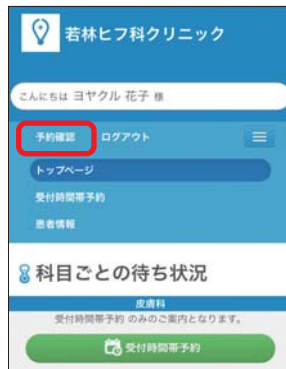 若林ヒフ科クリニック
こんにちは ヨヤクル 花子 様
予約確認 ログアウト
トップページ
受付時間帯予約
患者情報
科目ごとの待ち状況
皮膚科
受付時間帯予約 のみのご案内となります。
受付時間帯予約